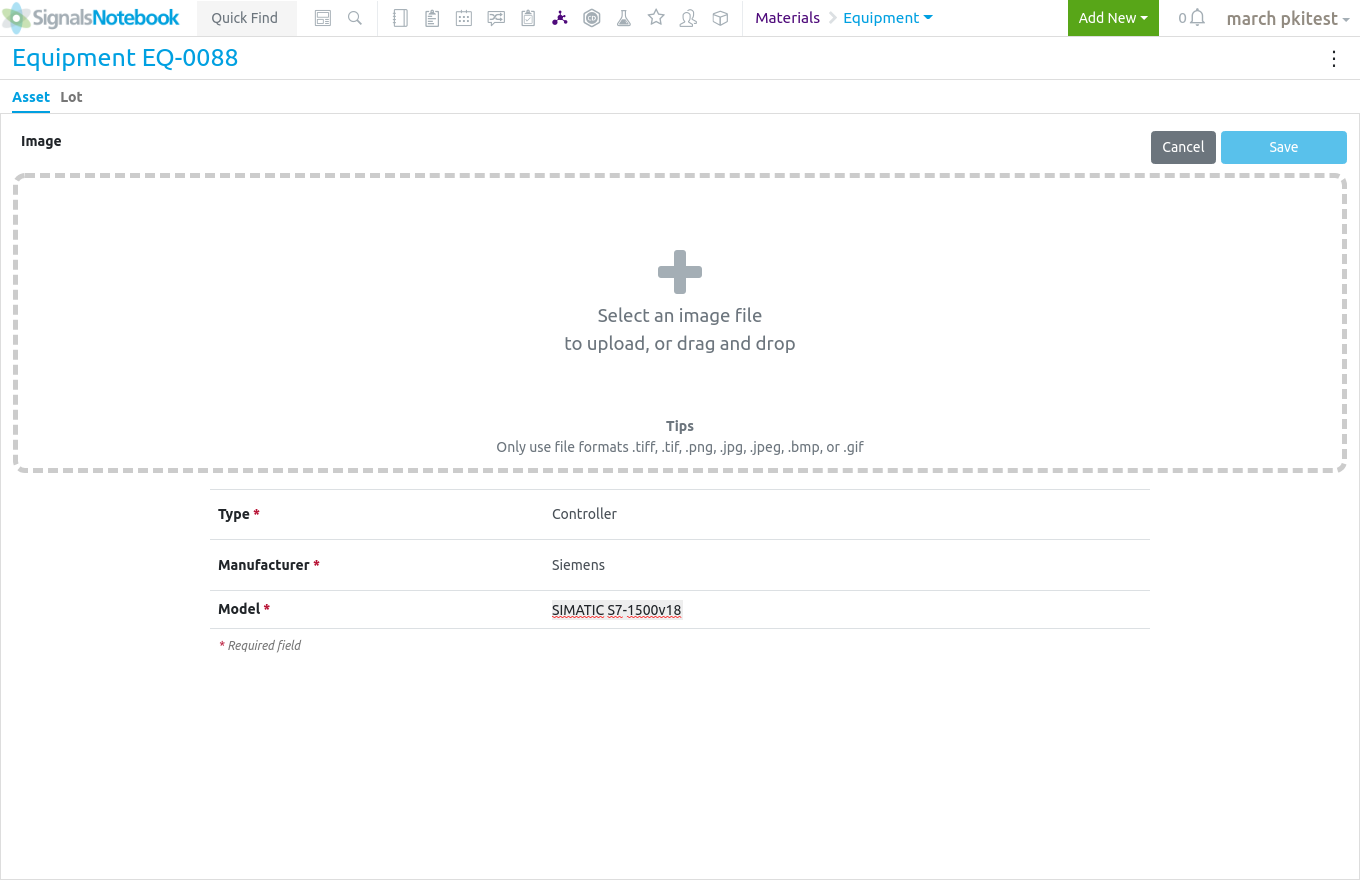 SignalsNotebook Quick Find Materials Equipment Add New 0 march pkitest
Equipment EQ-0088
Asset Lot
Image
Cancel Save
Select an image file
to upload, or drag and drop
Tips
Only use file formats .tiff, .tif, .png, .jpg, .jpeg, .bmp, or .gif
Type * Controller
Manufacturer * Siemens
Model * SIMATIC S7-1500v18
* Required field